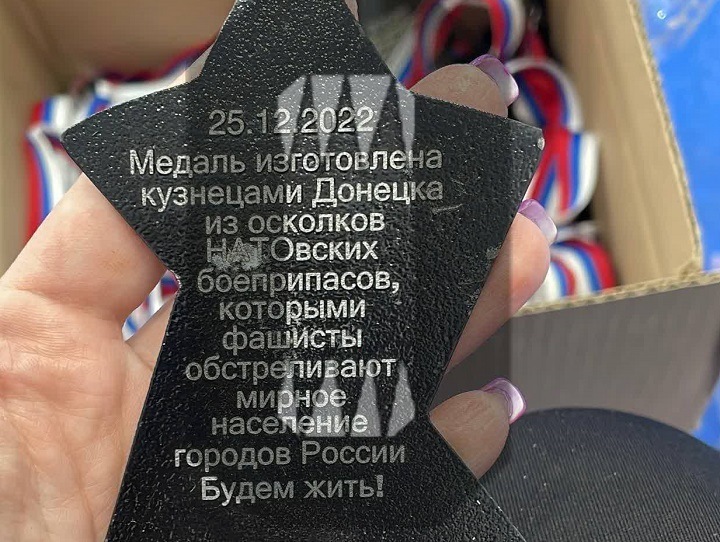 25.12.2022
Медаль изготовлена
кузнецами Донецка
из осколков
НАТОвских
боеприпасов,
которыми
фашисты
обстреливают
мирное
население
городов России
Будем жить!